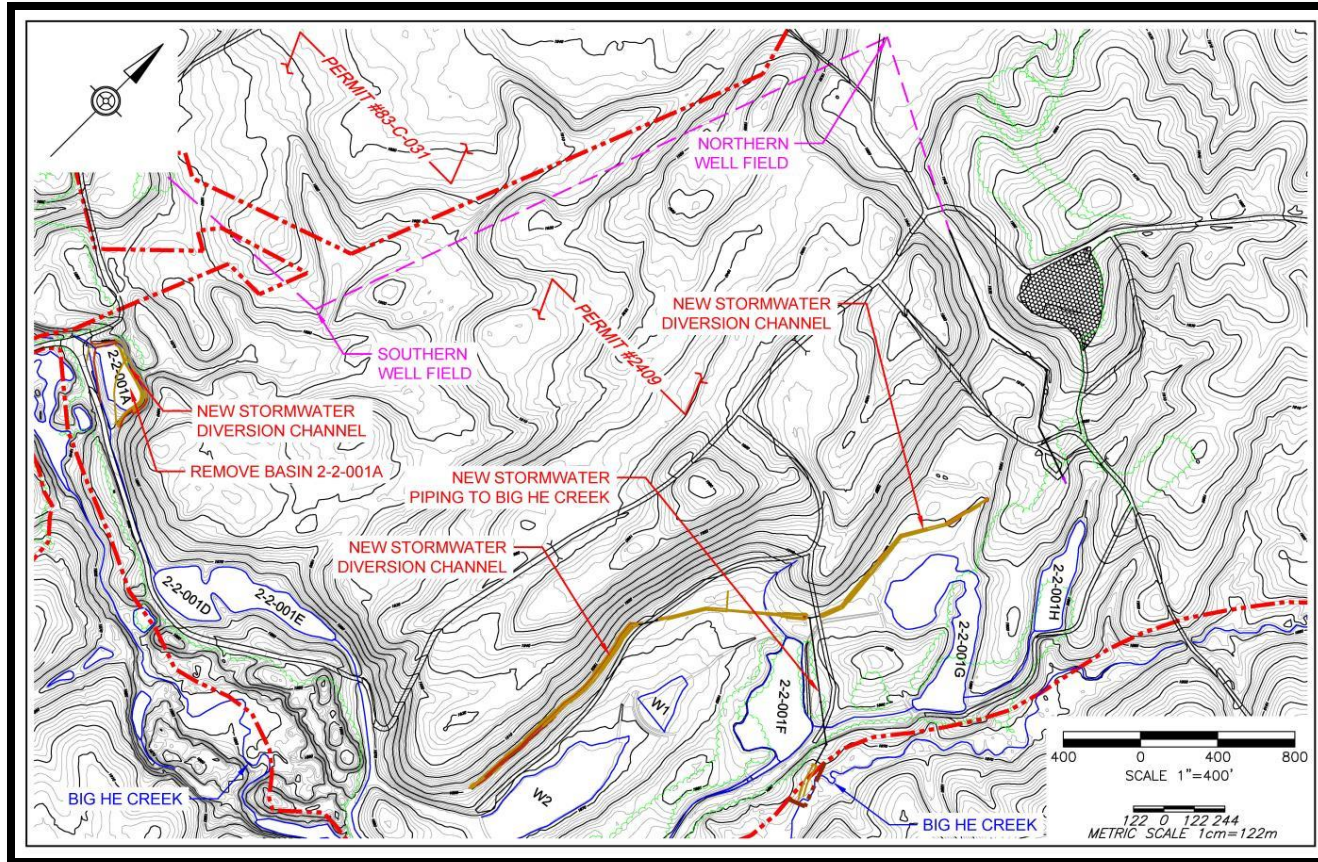 PERMIT #83-C-031
NORTHERN
WELL FIELD
NEW STORMWATER
DIVERSION CHANNEL
PERMIT #2409
SOUTHERN
WELL FIELD
2-2-001A
NEW STORMWATER
DIVERSION CHANNEL
REMOVE BASIN 2-2-001A
NEW STORMWATER
PIPING TO BIG HE CREEK
NEW STORMWATER
DIVERSION CHANNEL
2-2-001D
2-2-001E
2-2-001H
2-2-001G
2-2-001F
W1
W2
BIG HE CREEK
BIG HE CREEK
400 0 400 800
SCALE 1"=400'
122 0 122 244
METRIC SCALE 1cm=122m